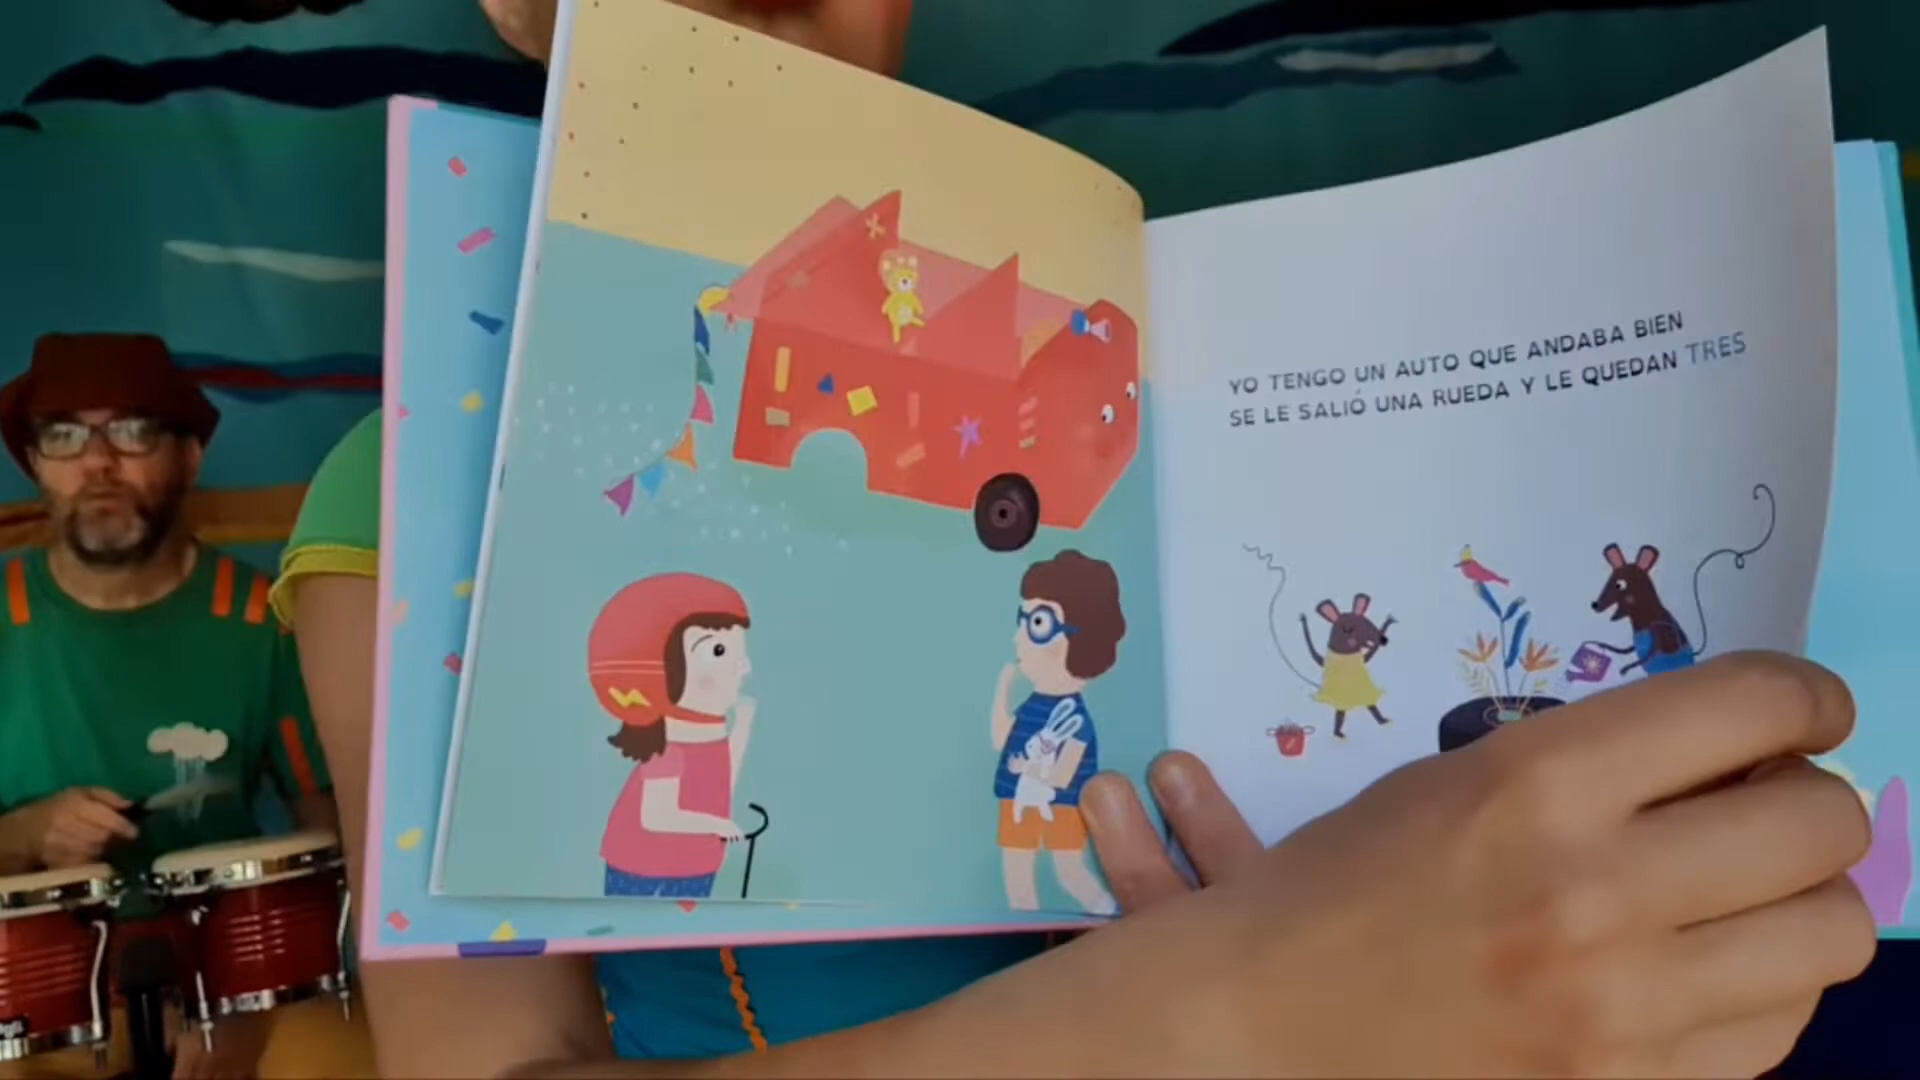 YO TENGO UN AUTO QUE ANDABA BIEN
SE LE SALIÓ UNA RUEDA Y LE QUEDAN TRES